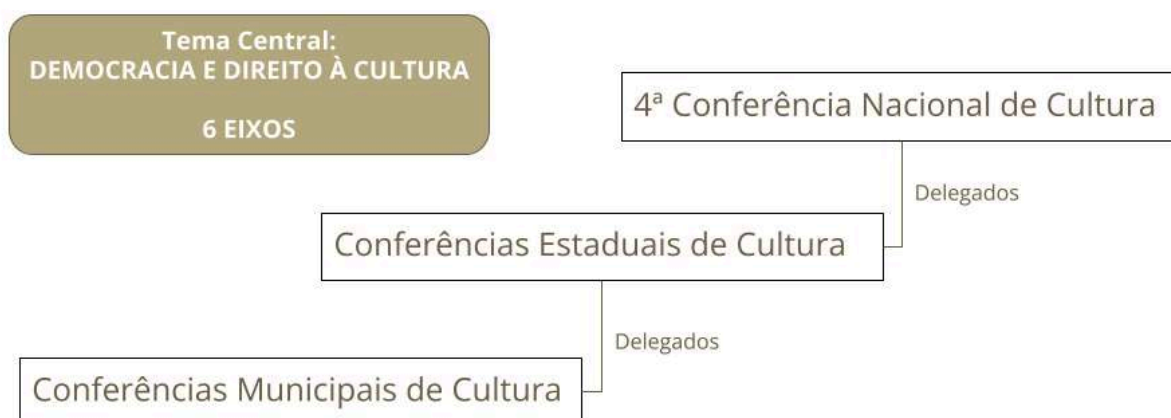 Tema Central:
DEMOCRACIA E DIREITO À CULTURA
6 EIXOS
4ª Conferência Nacional de Cultura
Delegados
Conferências Estaduais de Cultura
Delegados
Conferências Municipais de Cultura